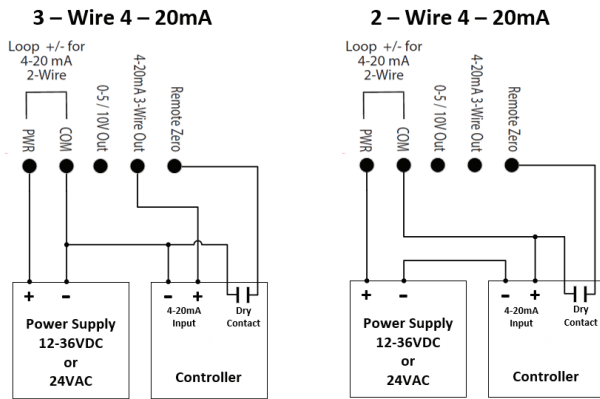 3 – Wire 4 – 20mA
Loop +/- for
4-20 mA
2-Wire
PWR
COM
0-5 / 10V Out
4-20mA 3-Wire Out
Remote Zero
+
-
-
+
4-20mA
Input
Dry
Contact
Power Supply
12-36VDC
or
24VAC
Controller
2 – Wire 4 – 20mA
Loop +/- for
4-20 mA
2-Wire
PWR
COM
0-5 / 10V Out
4-20mA 3-Wire Out
Remote Zero
+
-
-
+
4-20mA
Input
Dry
Contact
Power Supply
12-36VDC
or
24VAC
Controller